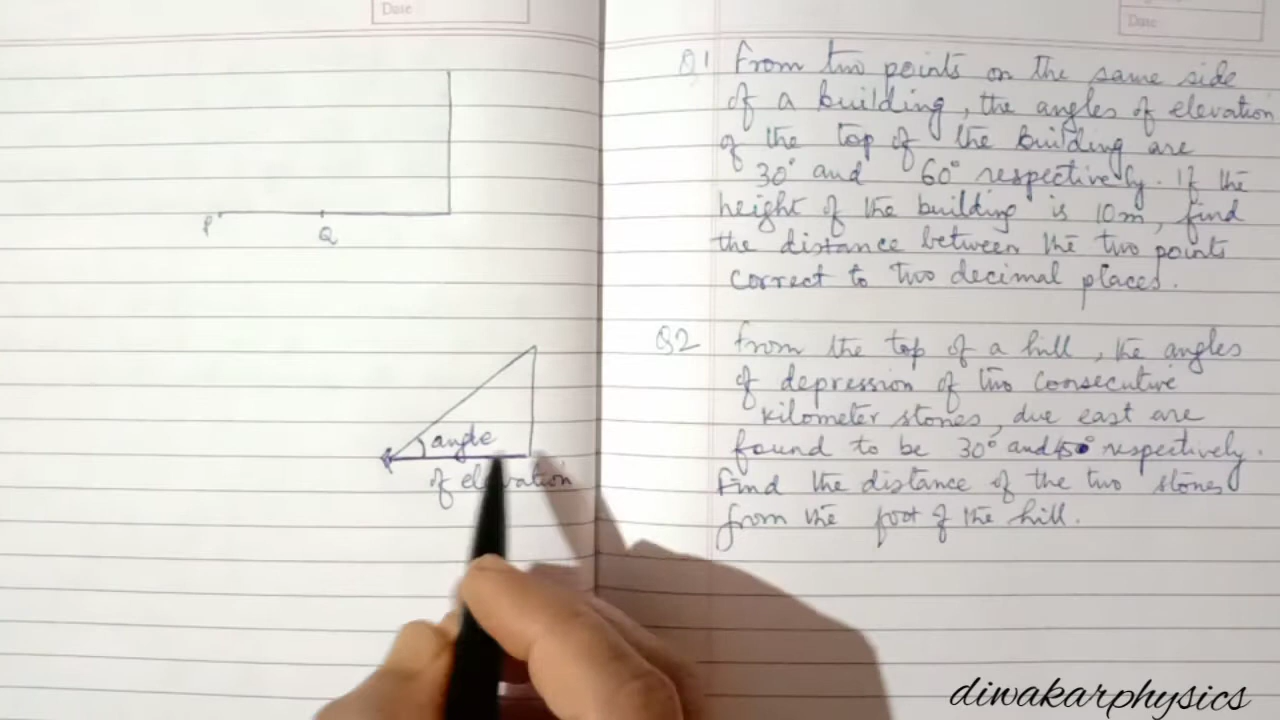 Date
Date
P
Q
angle
of elevation
Q1 From two points on the same side
of a building, the angles of elevation
of the top of the building are
30° and 60° respectively. If the
height of the building is 10m, find
the distance between the two points
correct to two decimal places.
Q2 From the top of a hill, the angles
of depression of two consecutive
kilometer stones, due east are
found to be 30° and 45° respectively.
Find the distance of the two stones
from the foot of the hill.
diwakarphysics